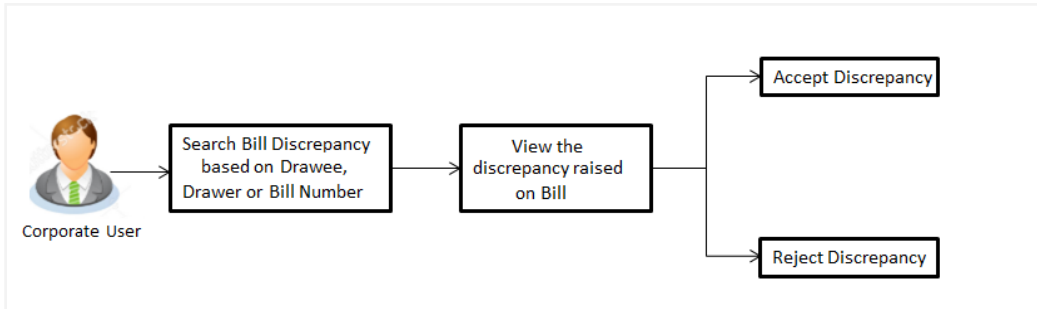 Accept Discrepancy
Search Bill Discrepancy
based on Drawee,
Drawer or Bill Number
View the
discrepancy raised
on Bill
Corporate User
Reject Discrepancy